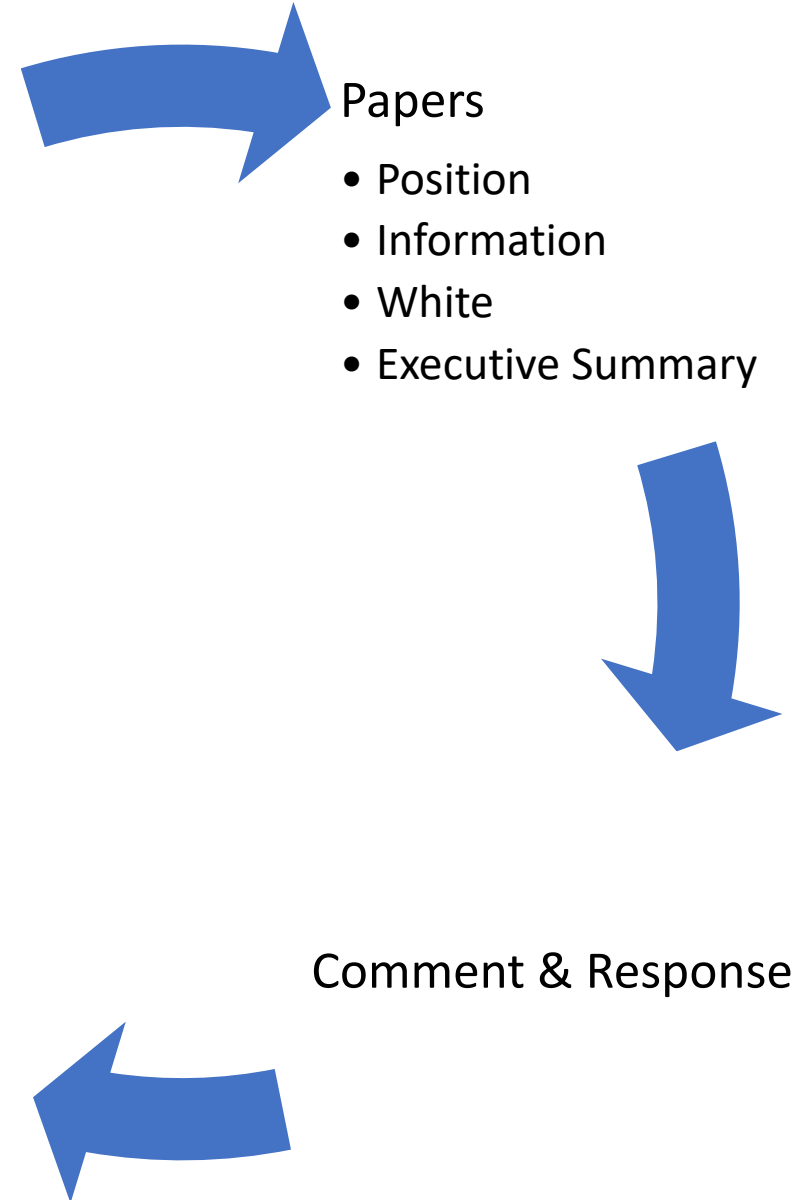 Papers
• Position
• Information
• White
• Executive Summary
Comment & Response